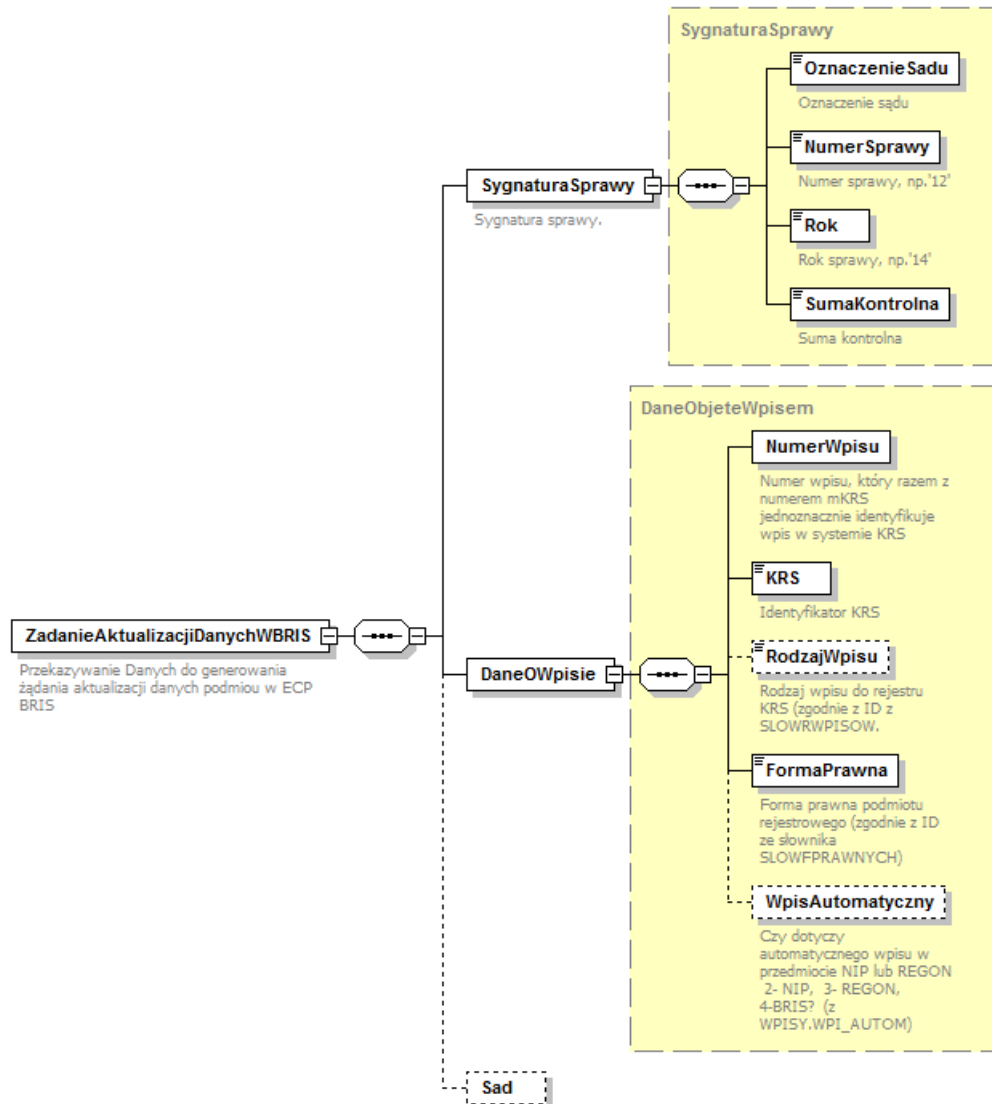 SygnaturaSprawy
OznaczenieSadu
Oznaczenie sądu
NumerSprawy
Numer sprawy, np.'12'
SygnaturaSprawy
Sygnatura sprawy.
Rok
Rok sprawy, np.'14'
SumaKontrolna
Suma kontrolna
DaneObjeteWpisem
NumerWpisu
Numer wpisu, który razem z
numerem mKRS
jednoznacznie identyfikuje
wpis w systemie KRS
KRS
Identyfikator KRS
ZadanieAktualizacjiDanychWBRIS
Przekazywanie Danych do generowania
żądania aktualizacji danych podmiou w ECP
BRIS
DaneOWpisie
RodzajWpisu
Rodzaj wpisu do rejestru
KRS (zgodnie z ID z
SLOWRWPISOW.
FormaPrawna
Forma prawna podmiotu
rejestrowego (zgodnie z ID
ze słownika
SLOWFPRAWNYCH)
WpisAutomatyczny
Czy dotyczy
automatycznego wpisu w
przedmiocie NIP lub REGON
2- NIP, 3- REGON,
4-BRIS? (z
WPISY.WPI_AUTOM)
Sad